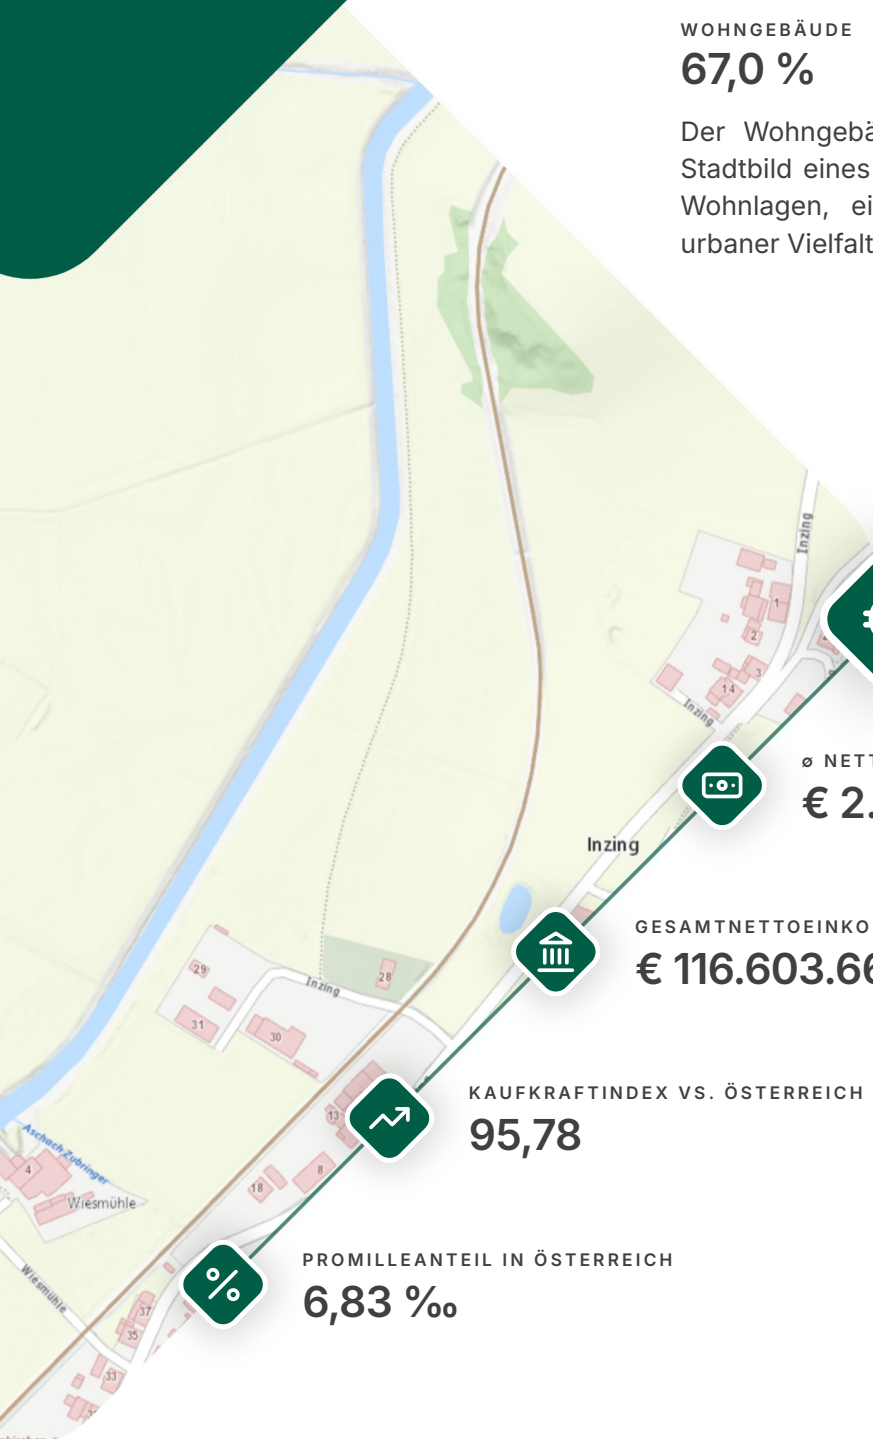 WOHNGEBÄUDE
67,0 %
Der Wohngebä
Stadtbild eines
Wohnlagen, ei
urbaner Vielfalt
Inzing
1
2
3
14
Inzing
ø NETT
€ 2.
Inzing
GESAMTNETTOEINKO
€ 116.603.66
29
28
Inzing
31
30
KAUFKRAFTINDEX VS. ÖSTERREICH
95,78
13
Aschach Zubringer
4
8
18
Wiesmühle
PROMILLEANTEIL IN ÖSTERREICH
6,83 ‰
Wiesmühle
37
35
33